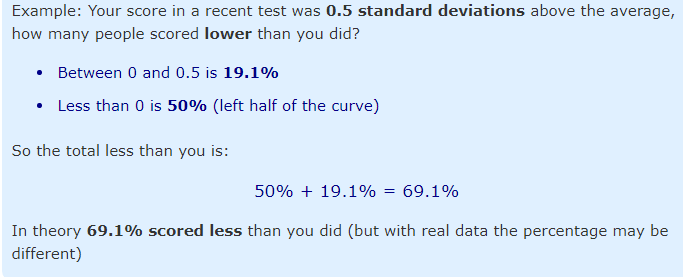 Example: Your score in a recent test was 0.5 standard deviations above the average,
how many people scored lower than you did?
• Between 0 and 0.5 is 19.1%
• Less than 0 is 50% (left half of the curve)
So the total less than you is:
50% + 19.1% = 69.1%
In theory 69.1% scored less than you did (but with real data the percentage may be
different)